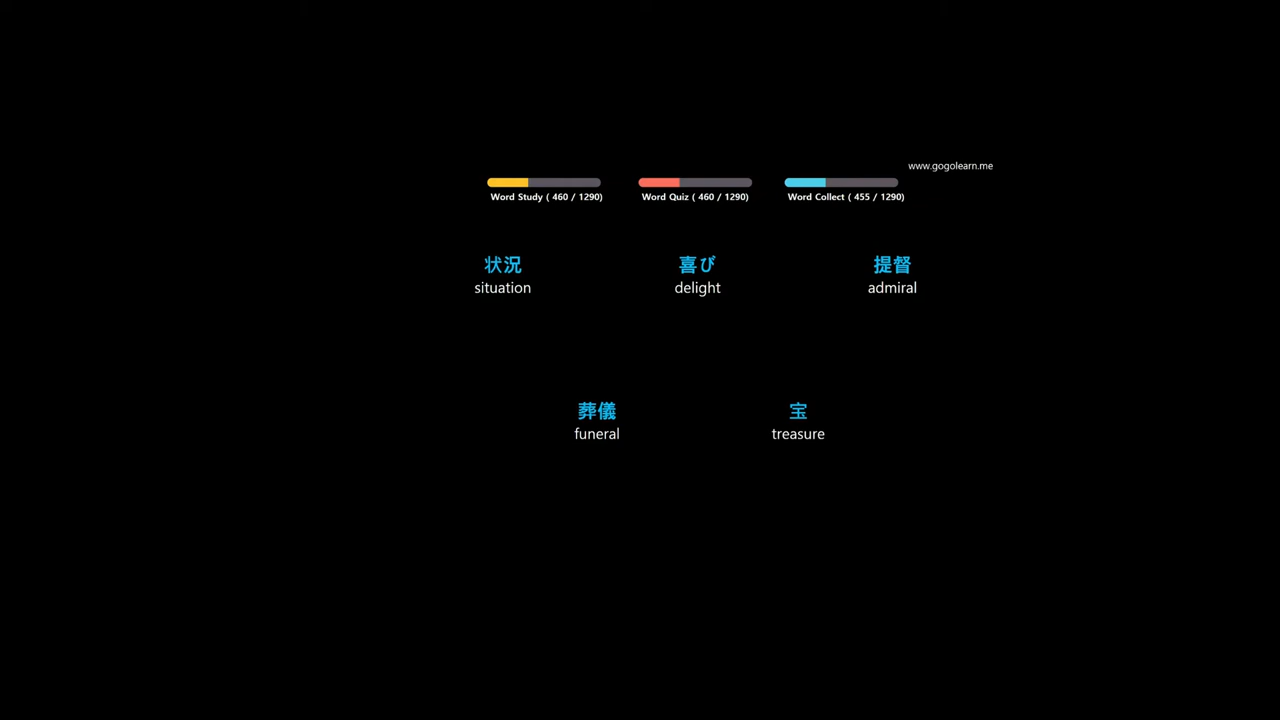 www.gogolearn.me
Word Study ( 460 / 1290)
Word Quiz ( 460 / 1290)
Word Collect ( 455 / 1290)
状況
situation
喜び
delight
提督
admiral
葬儀
funeral
宝
treasure